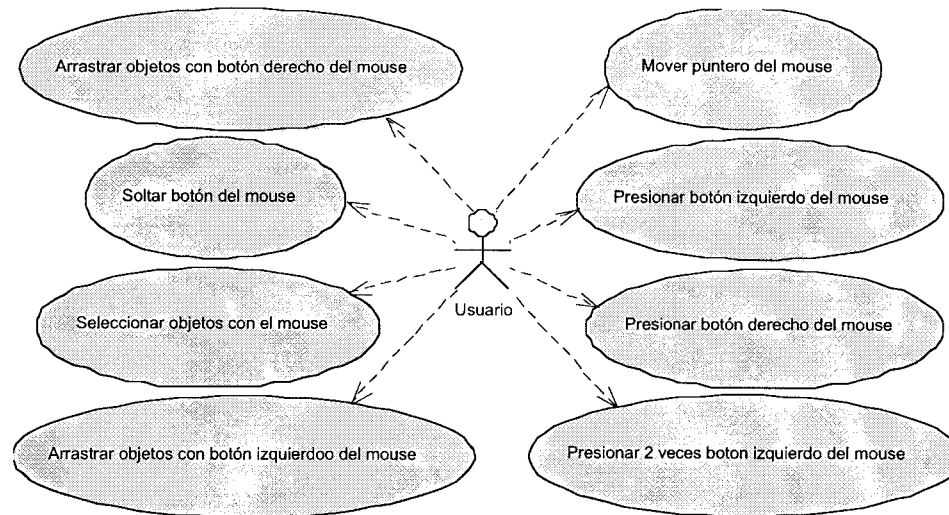 Arrastrar objetos con botón derecho del mouse
Mover puntero del mouse
Soltar botón del mouse
Presionar botón izquierdo del mouse
Usuario
Seleccionar objetos con el mouse
Presionar botón derecho del mouse
Arrastrar objetos con botón izquierdoo del mouse
Presionar 2 veces boton izquierdo del mouse